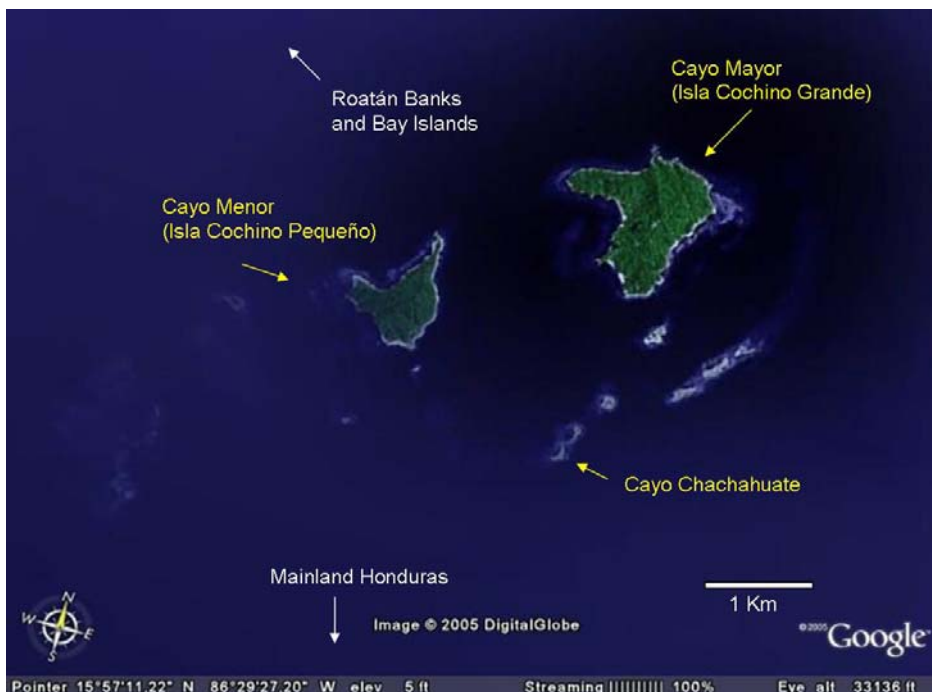 Cayo Mayor
(Isla Cochino Grande)
Roatán Banks
and Bay Islands
Cayo Menor
(Isla Cochino Pequeño)
Cayo Chachahuate
Mainland Honduras
1 Km
N
W
E
S
Image © 2005 DigitalGlobe
© 2005 Google
Pointer 15°57'11.22" N 86°29'27.20" W elev 5 ft Streaming |||||||||| 100% Eye alt 33136 ft